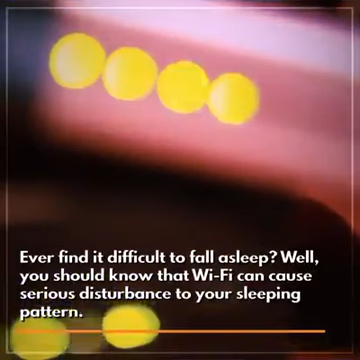 Ever find it difficult to fall asleep? Well,
you should know that Wi-Fi can cause
serious disturbance to your sleeping
pattern.